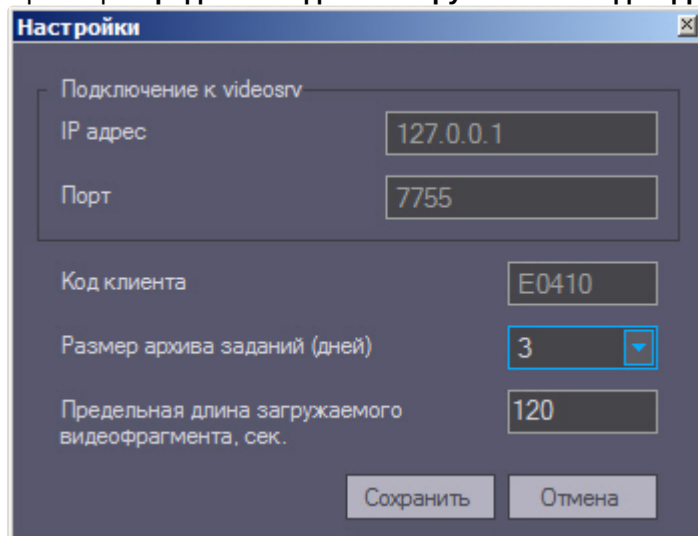 Настройки
Подключение к videosrv
IP адрес
127.0.0.1
Порт
7755
Код клиента
E0410
Размер архива заданий (дней)
3
Предельная длина загружаемого
видеофрагмента, сек.
120
Сохранить
Отмена